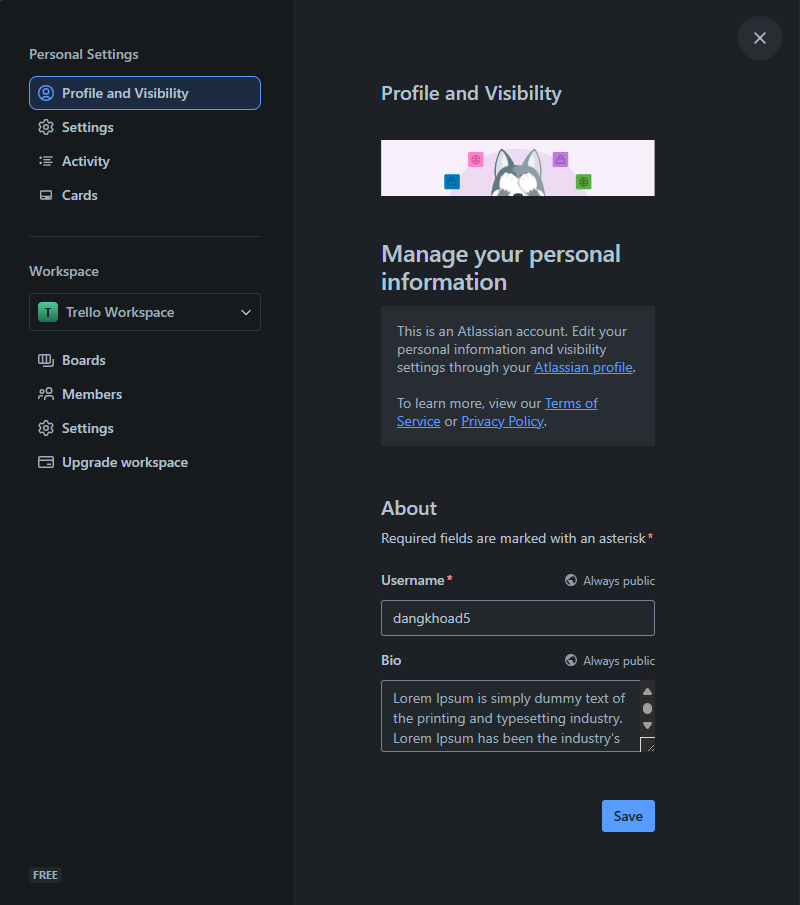 Personal Settings
Profile and Visibility
Settings
Activity
Cards
Workspace
T Trello Workspace
Boards
Members
Settings
Upgrade workspace
FREE
Profile and Visibility
Manage your personal
information
This is an Atlassian account. Edit your
personal information and visibility
settings through your Atlassian profile.
To learn more, view our Terms of
Service or Privacy Policy.
About
Required fields are marked with an asterisk*
Username* Always public
dangkhoad5
Bio Always public
Lorem Ipsum is simply dummy text of
the printing and typesetting industry.
Lorem Ipsum has been the industry's
Save